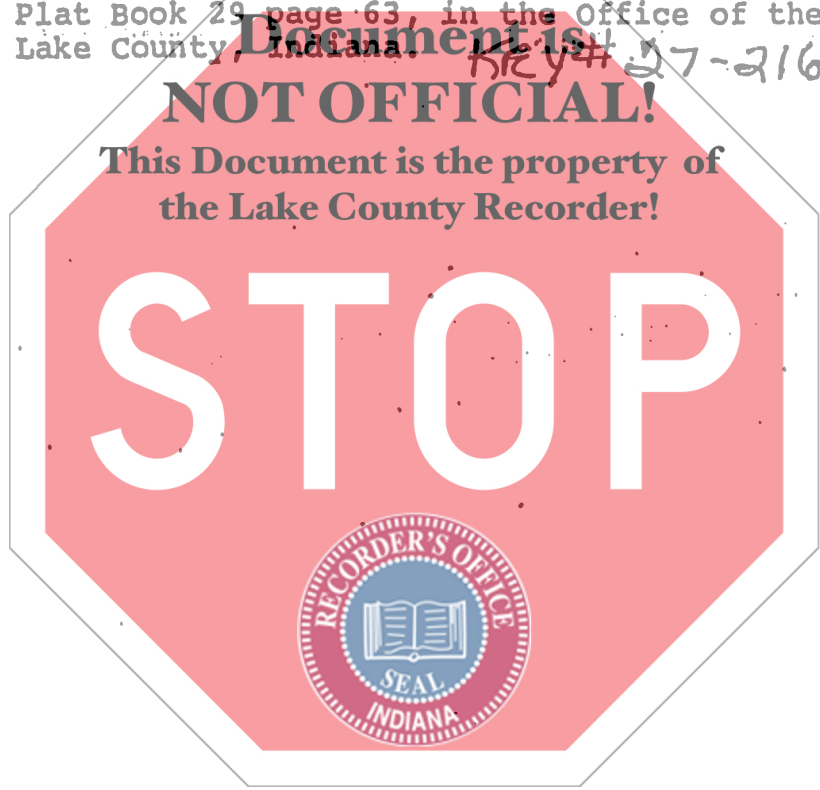 Plat Book 29 page 63, in the Office of the
Lake County, Indiana. Key# 27-216
Document is
NOT OFFICIAL!
This Document is the property of
the Lake County Recorder!
STOP
RECORDER'S OFFICE
SEAL
INDIANA